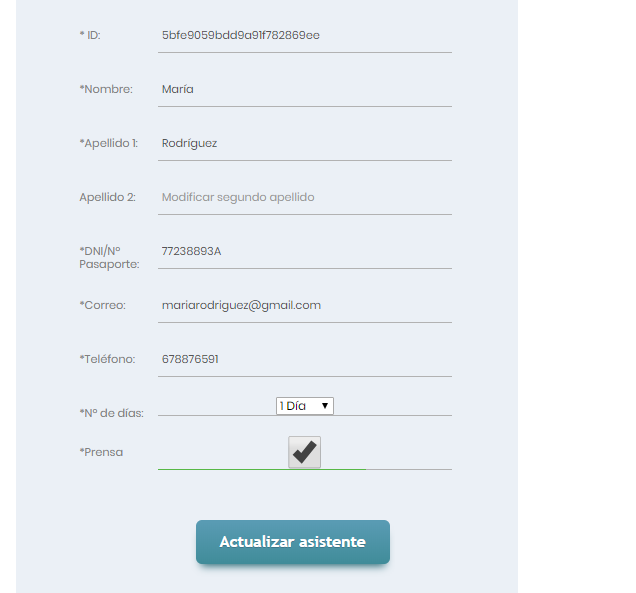 * ID: 5bfe9059bdd9a91f782869ee
*Nombre: María
*Apellido 1: Rodríguez
Apellido 2: Modificar segundo apellido
*DNI/Nº Pasaporte: 77238893A
*Correo: mariarodriguez@gmail.com
*Teléfono: 678876591
*Nº de días: 1 Día
*Prensa
Actualizar asistente